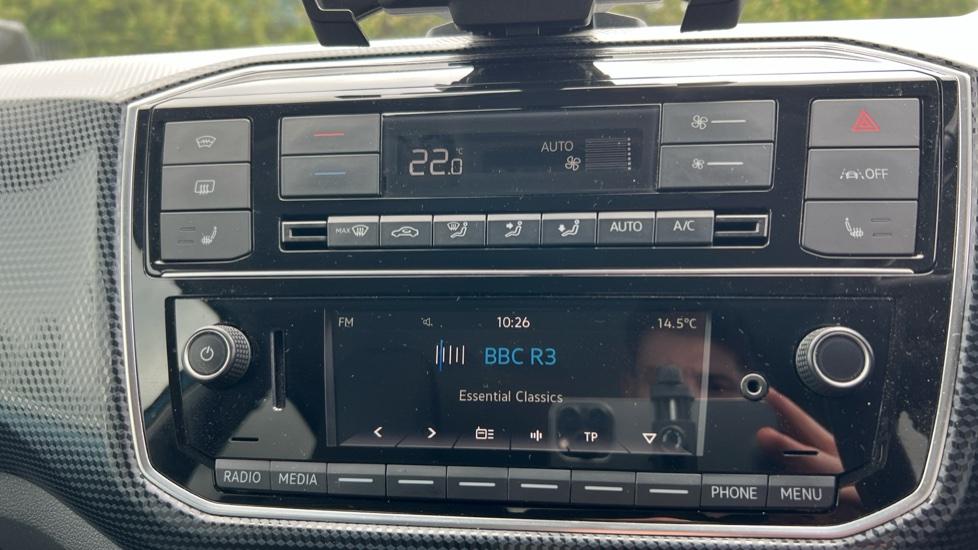 22.0 °C AUTO
OFF
MAX AUTO A/C
FM 10:26 14.5°C
BBC R3
Essential Classics
TP
RADIO MEDIA PHONE MENU